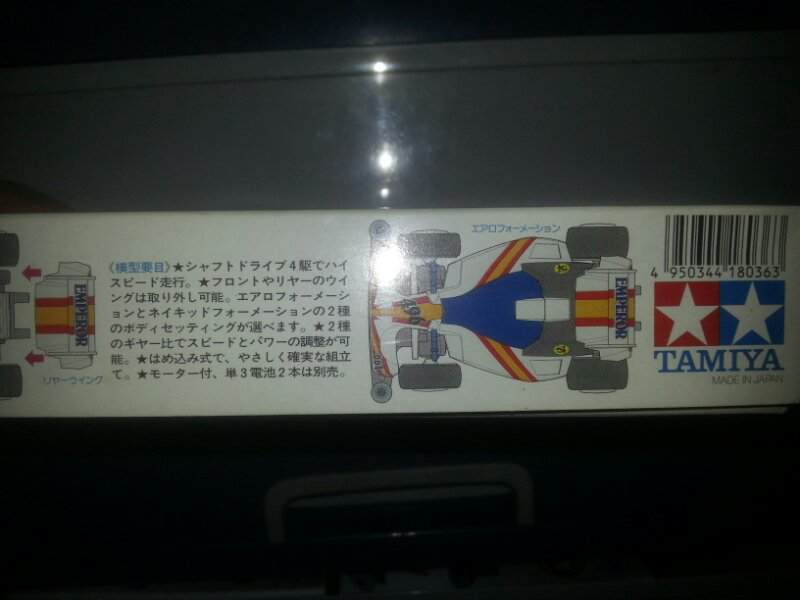 《模型要目》★シャフトドライブ4駆でハイ
スピード走行。★フロントやリヤーのウイ
ングは取り外し可能。エアロフォーメーシ
ョンとネイキッドフォーメーションの2種
のボディセッティングが選べます。★2種
のギヤー比でスピードとパワーの調整が可
能。★はめ込み式で、やさしく確実な組立
て。★モーター付、単3電池2本は別売。
EMPEROR
リヤーウイング
エアロフォーメーション
496
EMPEROR
4 950344 180363
TAMIYA
MADE IN JAPAN